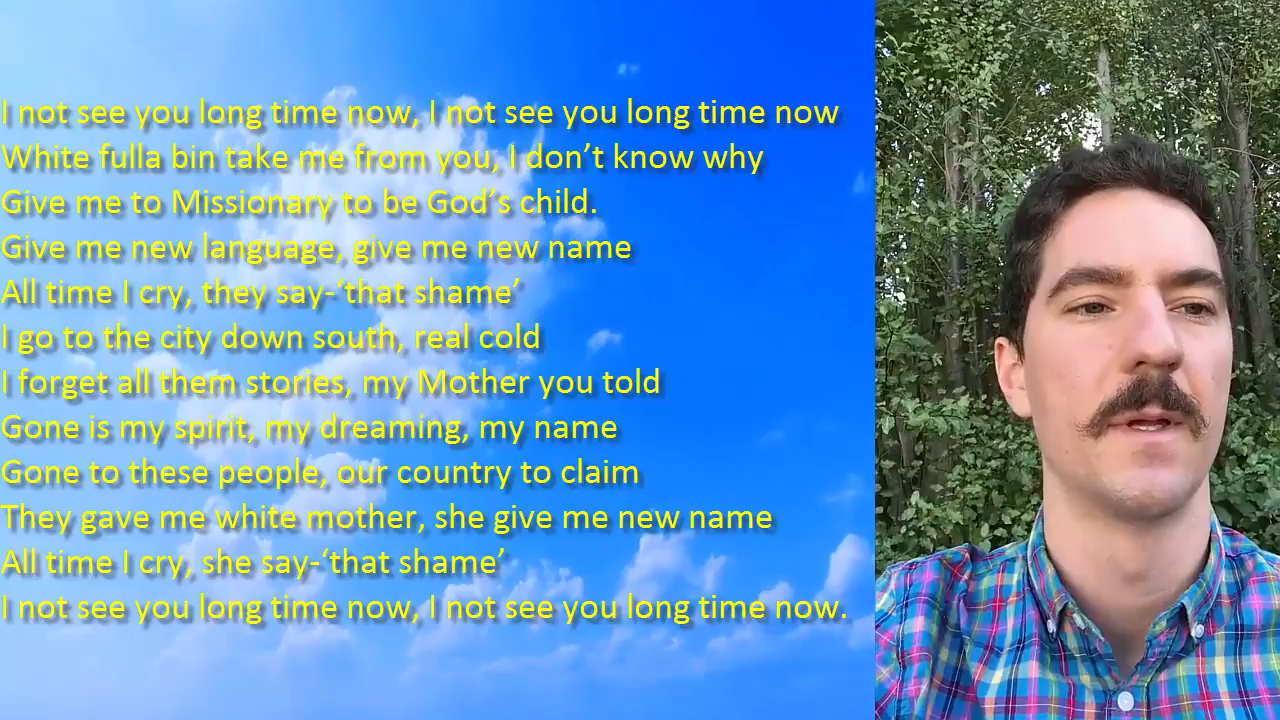 I not see you long time now, I not see you long time now
White fulla bin take me from you, I don’t know why
Give me to Missionary to be God’s child.
Give me new language, give me new name
All time I cry, they say-‘that shame’
I go to the city down south, real cold
I forget all them stories, my Mother you told
Gone is my spirit, my dreaming, my name
Gone to these people, our country to claim
They gave me white mother, she give me new name
All time I cry, she say-‘that shame’
I not see you long time now, I not see you long time now.